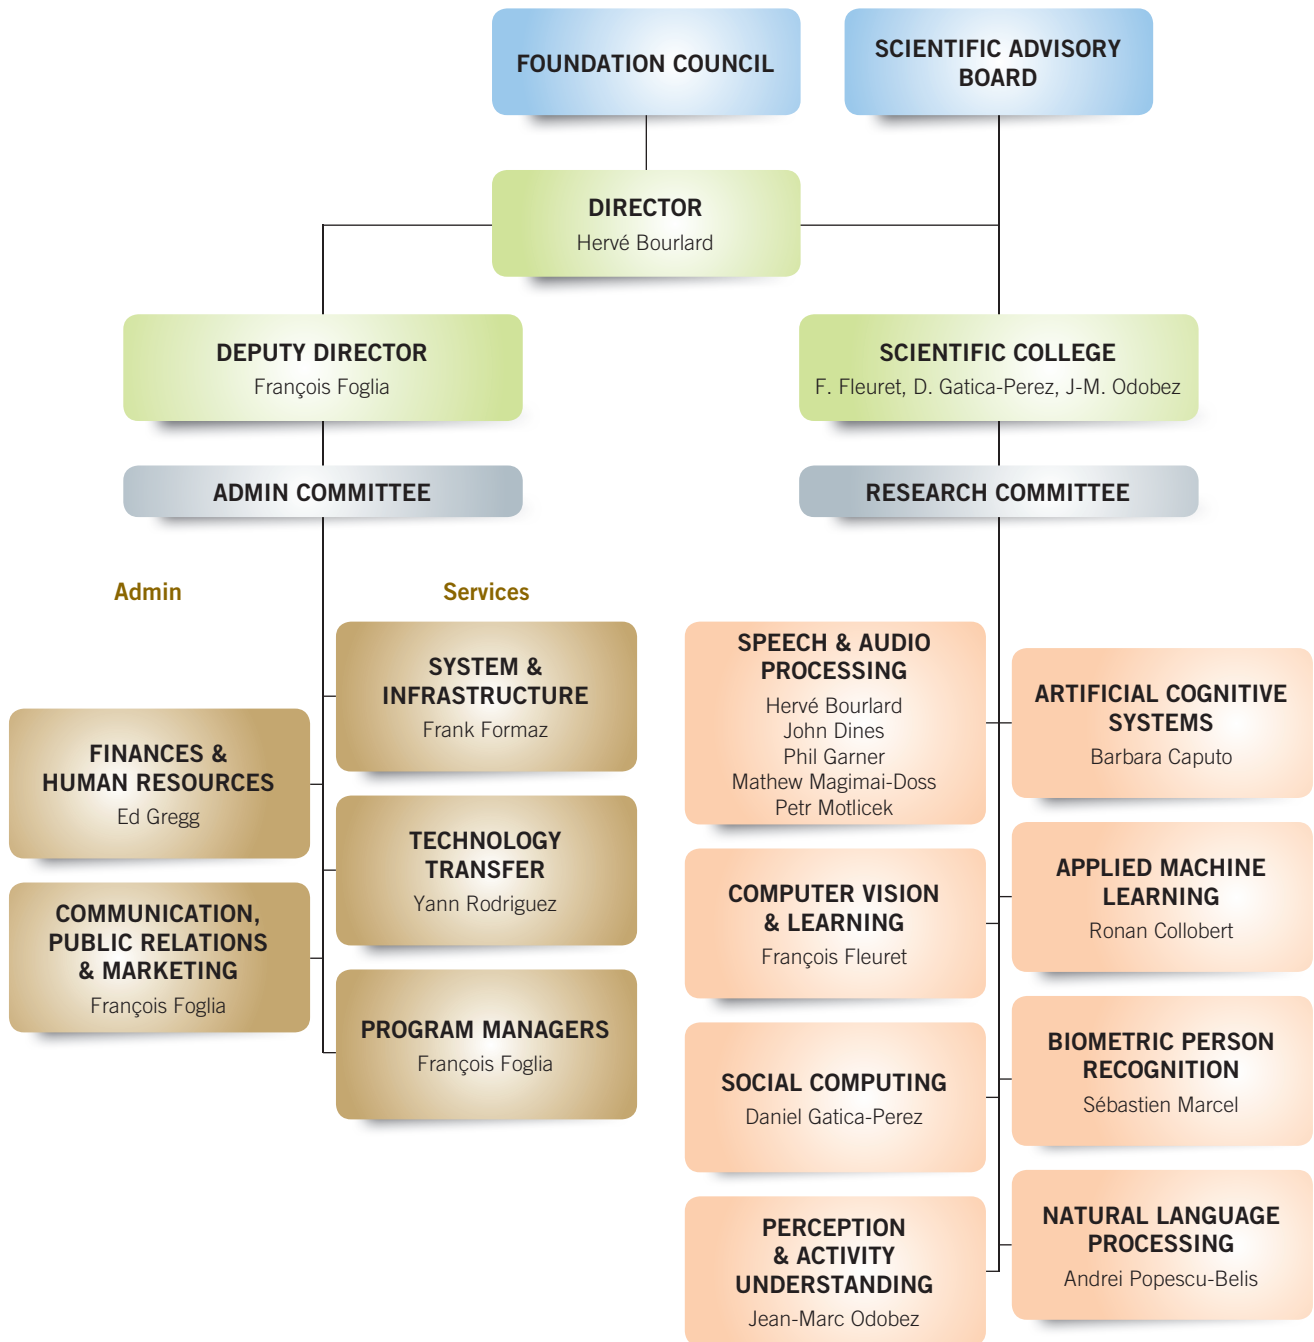 FOUNDATION COUNCIL
SCIENTIFIC ADVISORY
BOARD
DIRECTOR
Hervé Bourlard
DEPUTY DIRECTOR
François Foglia
SCIENTIFIC COLLEGE
F. Fleuret, D. Gatica-Perez, J-M. Odobez
ADMIN COMMITTEE
RESEARCH COMMITTEE
Admin
Services
FINANCES &
HUMAN RESOURCES
Ed Gregg
COMMUNICATION,
PUBLIC RELATIONS
& MARKETING
François Foglia
SYSTEM &
INFRASTRUCTURE
Frank Formaz
TECHNOLOGY
TRANSFER
Yann Rodriguez
PROGRAM MANAGERS
François Foglia
SPEECH & AUDIO
PROCESSING
Hervé Bourlard
John Dines
Phil Garner
Mathew Magimai-Doss
Petr Motlicek
COMPUTER VISION
& LEARNING
François Fleuret
SOCIAL COMPUTING
Daniel Gatica-Perez
PERCEPTION
& ACTIVITY
UNDERSTANDING
Jean-Marc Odobez
ARTIFICIAL COGNITIVE
SYSTEMS
Barbara Caputo
APPLIED MACHINE
LEARNING
Ronan Collobert
BIOMETRIC PERSON
RECOGNITION
Sébastien Marcel
NATURAL LANGUAGE
PROCESSING
Andrei Popescu-Belis